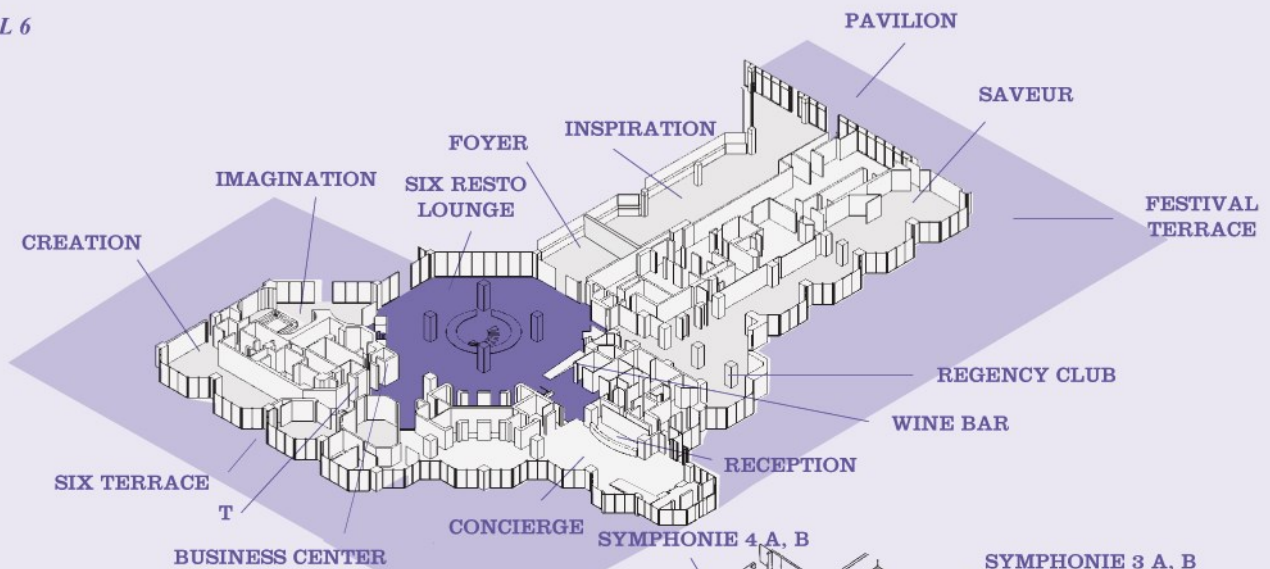 L 6
PAVILION
SAVEUR
INSPIRATION
FOYER
IMAGINATION
SIX RESTO
LOUNGE
FESTIVAL
TERRACE
CREATION
REGENCY CLUB
WINE BAR
RECEPTION
SIX TERRACE
T
CONCIERGE
SYMPHONIE 4 A, B
BUSINESS CENTER
SYMPHONIE 3 A, B